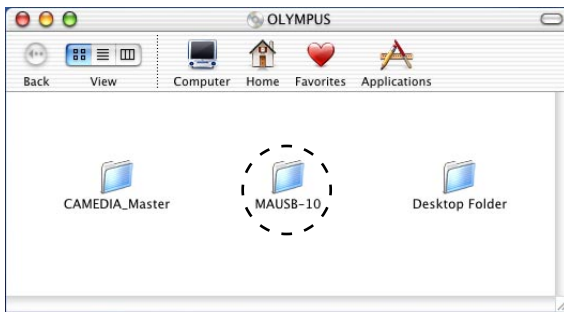 OLYMPUS
Back View Computer Home Favorites Applications
CAMEDIA_Master MAUSB-10 Desktop Folder